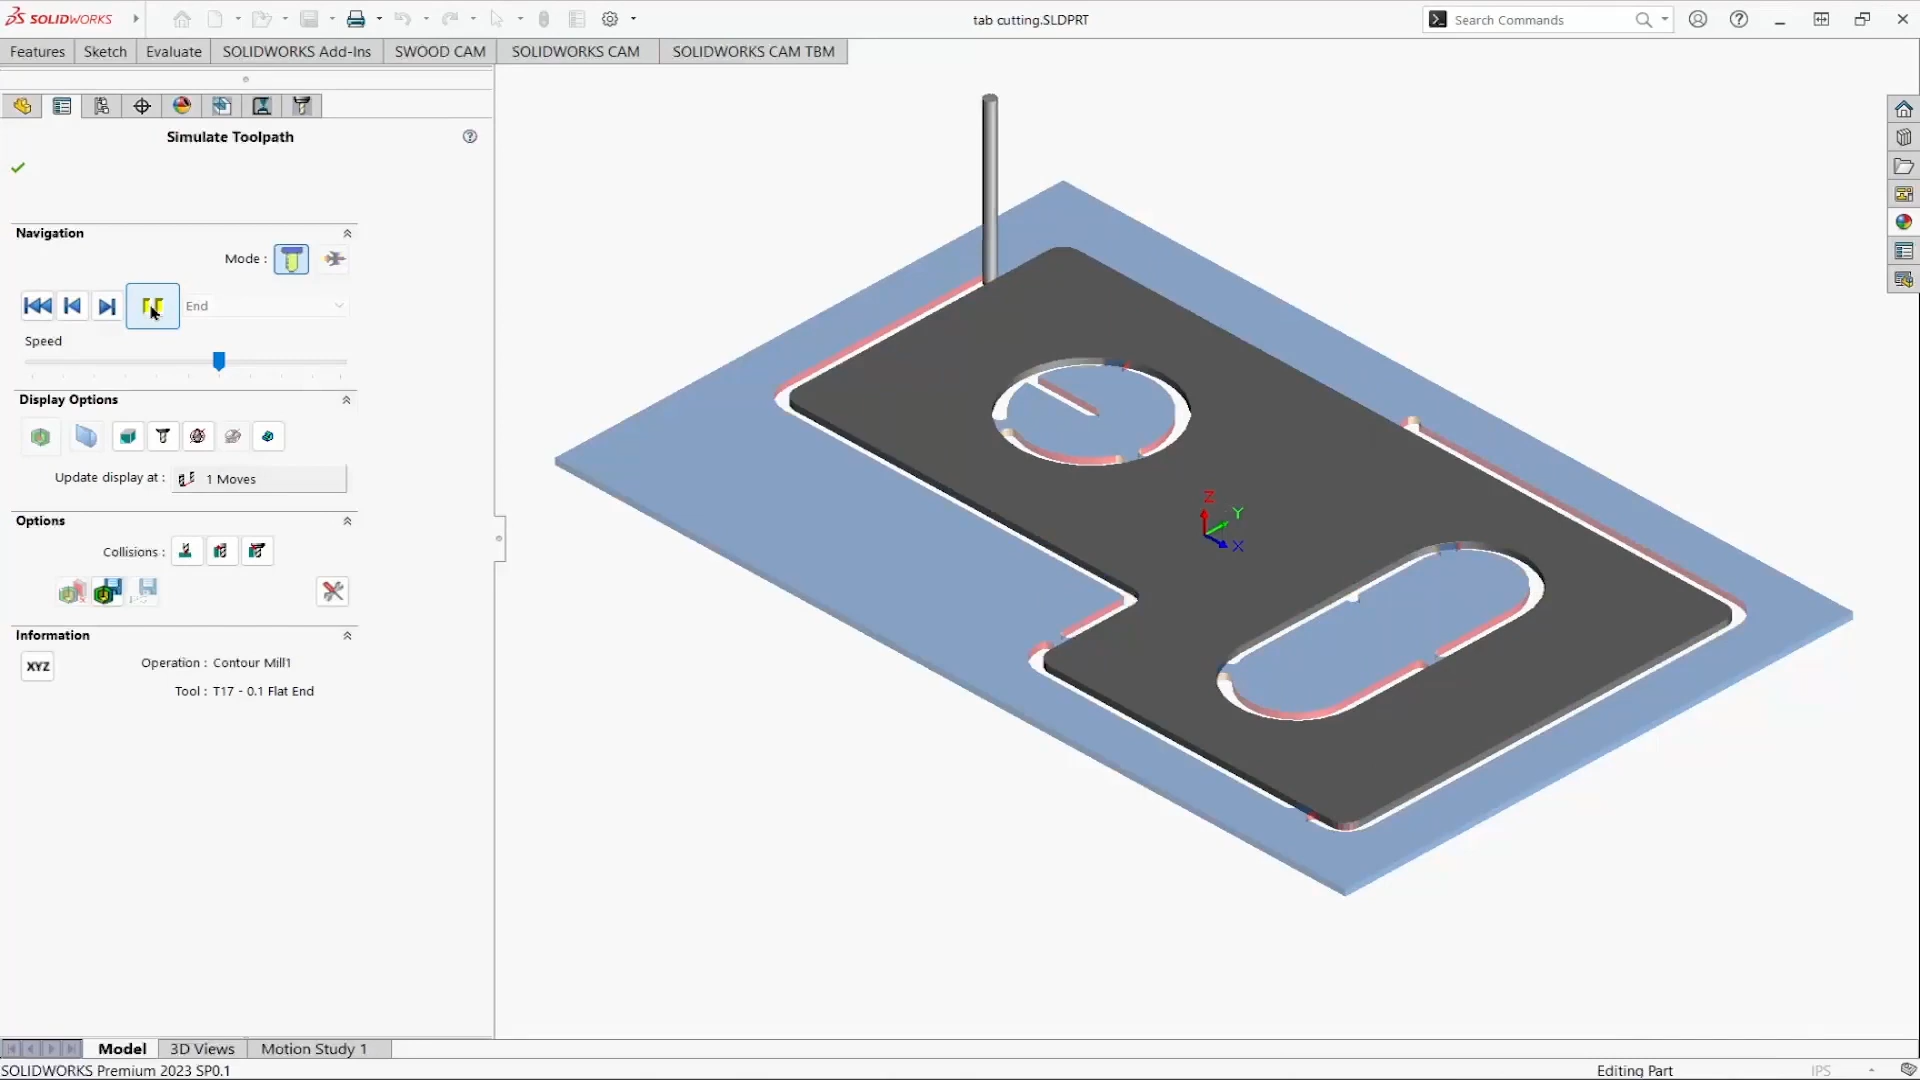 SOLIDWORKS
tab cutting.SLDPRT
Search Commands
Features
Sketch
Evaluate
SOLIDWORKS Add-Ins
SWOOD CAM
SOLIDWORKS CAM
SOLIDWORKS CAM TBM
Simulate Toolpath
Navigation
Mode :
End
Speed
Display Options
Update display at :
1 Moves
Options
Collisions :
Information
XYZ
Operation : Contour Mill1
Tool : T17 - 0.1 Flat End
Z
Y
X
Model
3D Views
Motion Study 1
SOLIDWORKS Premium 2023 SP0.1
Editing Part
IPS